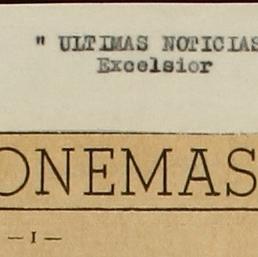 " ULTIMAS NOTICIAS
Excelsior
ONEMAS
— I —